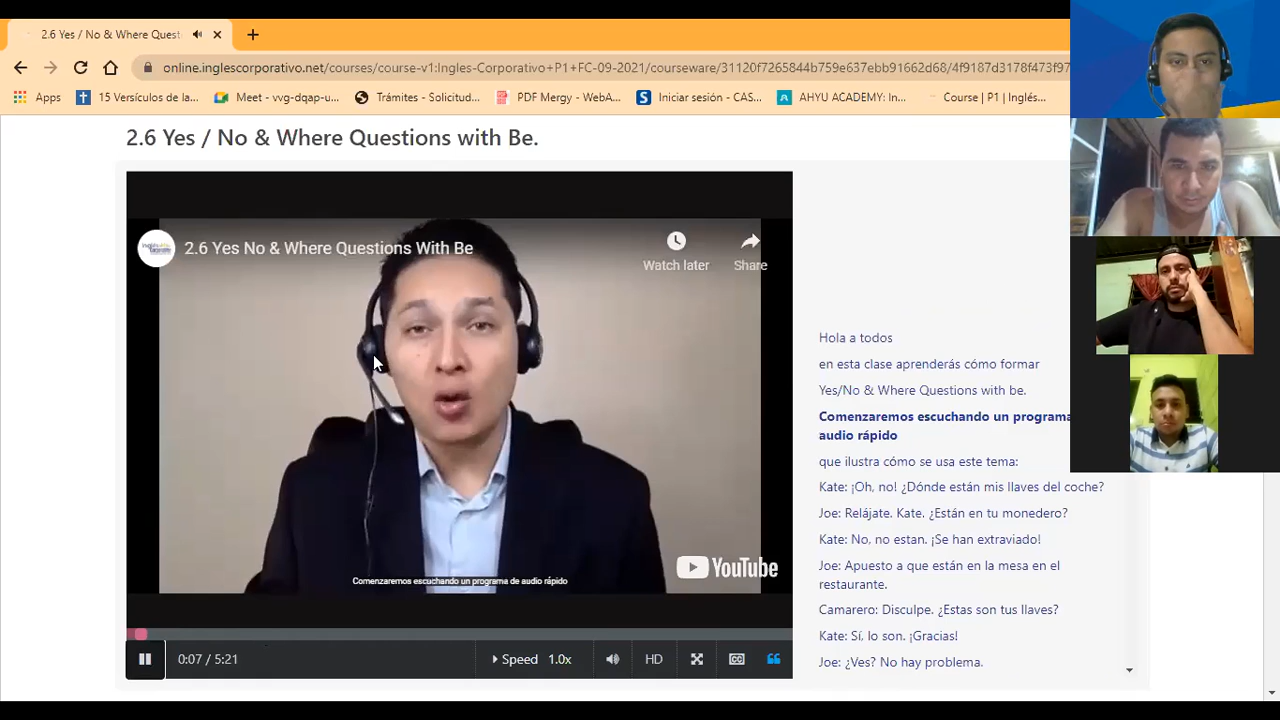 2.6 Yes / No & Where Quest
online.inglescorporativo.net/courses/course-v1:Ingles-Corporativo+P1+FC-09-2021/courseware/31120f7265844b759e637ebb91662d68/4f9187d3178f473f97
Apps
15 Versículos de la...
Meet - vvg-dqap-u...
Trámites - Solicitud...
PDF Mergy - WebA...
Iniciar sesión - CAS...
AHYU ACADEMY: In...
Course | P1 | Inglés...
2.6 Yes / No & Where Questions with Be.
2.6 Yes No & Where Questions With Be
Watch later
Share
Comenzaremos escuchando un programa de audio rápido
YouTube
0:07 / 5:21
Speed 1.0x
HD
Hola a todos
en esta clase aprenderás cómo formar
Yes/No & Where Questions with be.
Comenzaremos escuchando un programa
audio rápido
que ilustra cómo se usa este tema:
Kate: ¡Oh, no! ¿Dónde están mis llaves del coche?
Joe: Relájate. Kate. ¿Están en tu monedero?
Kate: No, no estan. ¡Se han extraviado!
Joe: Apuesto a que están en la mesa en el
restaurante.
Camarero: Disculpe. ¿Estas son tus llaves?
Kate: Sí, lo son. ¡Gracias!
Joe: ¿Ves? No hay problema.